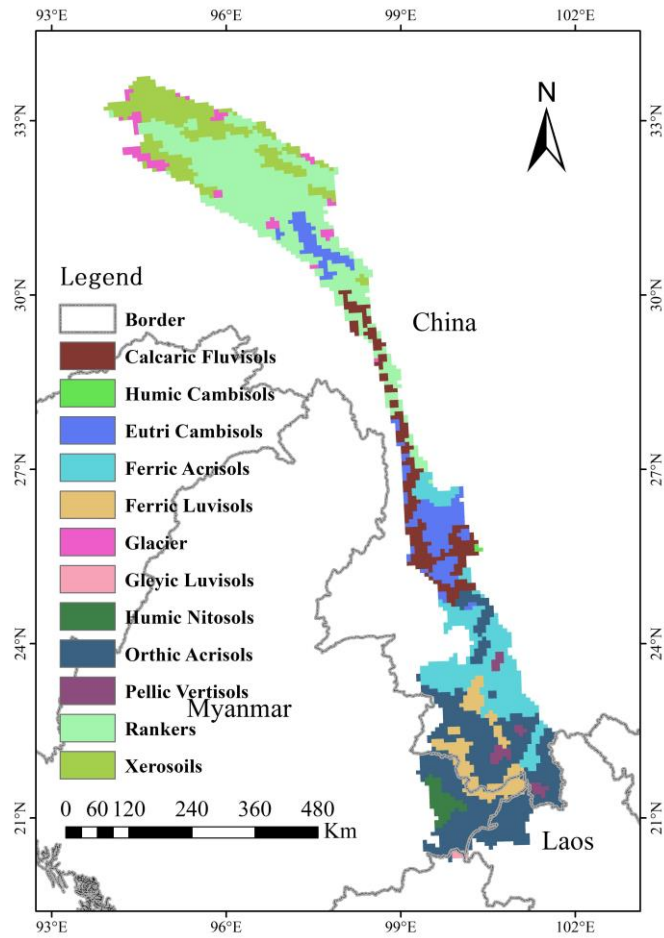 93°E 96°E 99°E 102°E
N
33°N 33°N
Legend
30°N 30°N
Border
China
Calcaric Fluvisols
Humic Cambisols
Eutri Cambisols
27°N 27°N
Ferric Acrisols
Ferric Luvisols
Glacier
Gleyic Luvisols
Humic Nitosols
24°N 24°N
Orthic Acrisols
Pellic Vertisols
Myanmar
Rankers
Xerosoils
0 60 120 240 360 480
Km
21°N 21°N
Laos
93°E 96°E 99°E 102°E